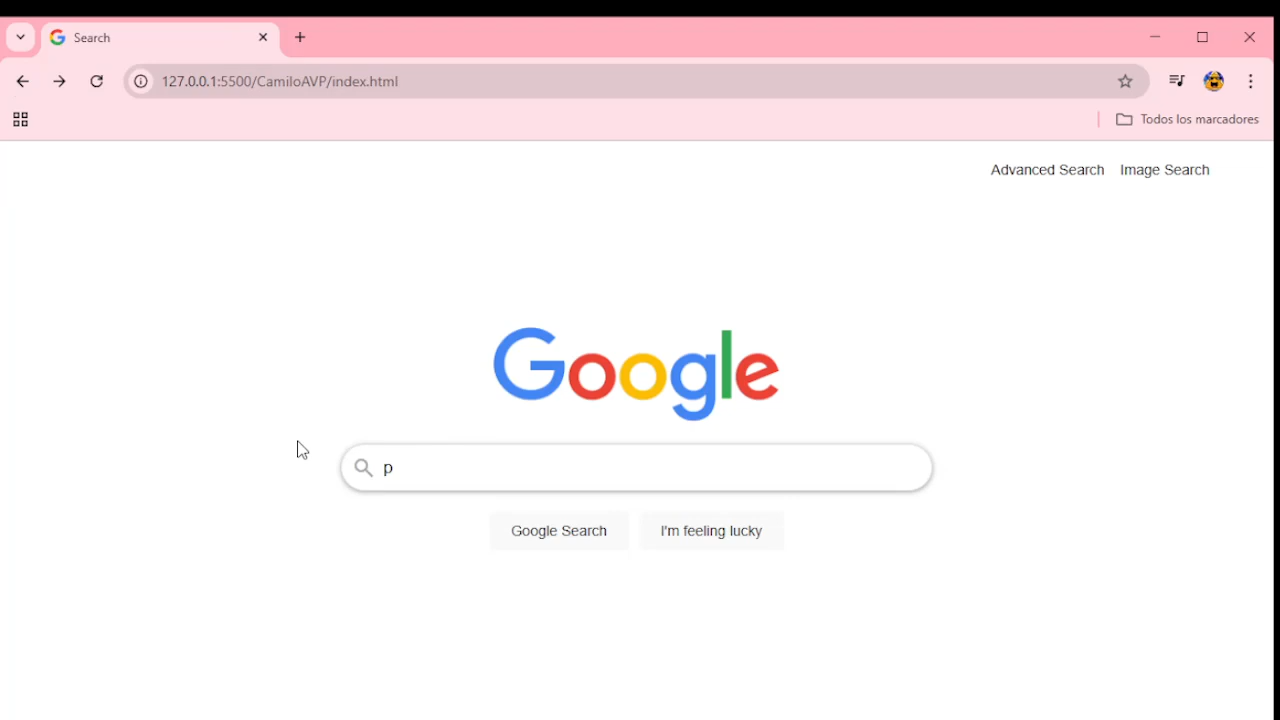 Search
127.0.0.1:5500/CamiloAVP/index.html
Todos los marcadores
Advanced Search Image Search
Google
p
Google Search I'm feeling lucky